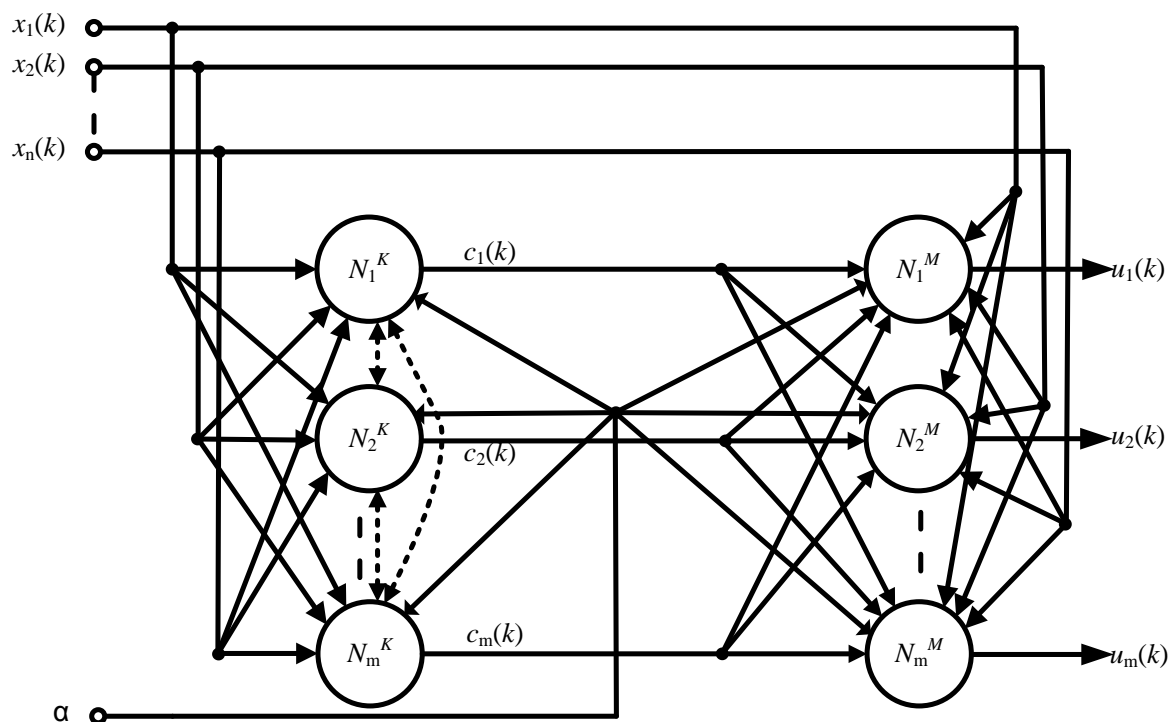 x₁(k)
x₂(k)
xₙ(k)
N₁ᴷ c₁(k) N₁ᴹ u₁(k)
N₂ᴷ c₂(k) N₂ᴹ u₂(k)
Nₘᴷ cₘ(k) Nₘᴹ uₘ(k)
α